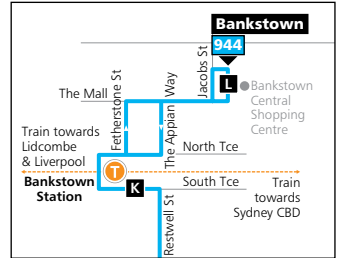 Bankstown
944
Jacobs St
L
Bankstown
Central
Shopping
Centre
Fetherstone St
The Appian Way
The Mall
Train towards
Lidcombe
& Liverpool
North Tce
T
Bankstown
Station
K
South Tce
Train
towards
Sydney CBD
Restwell St